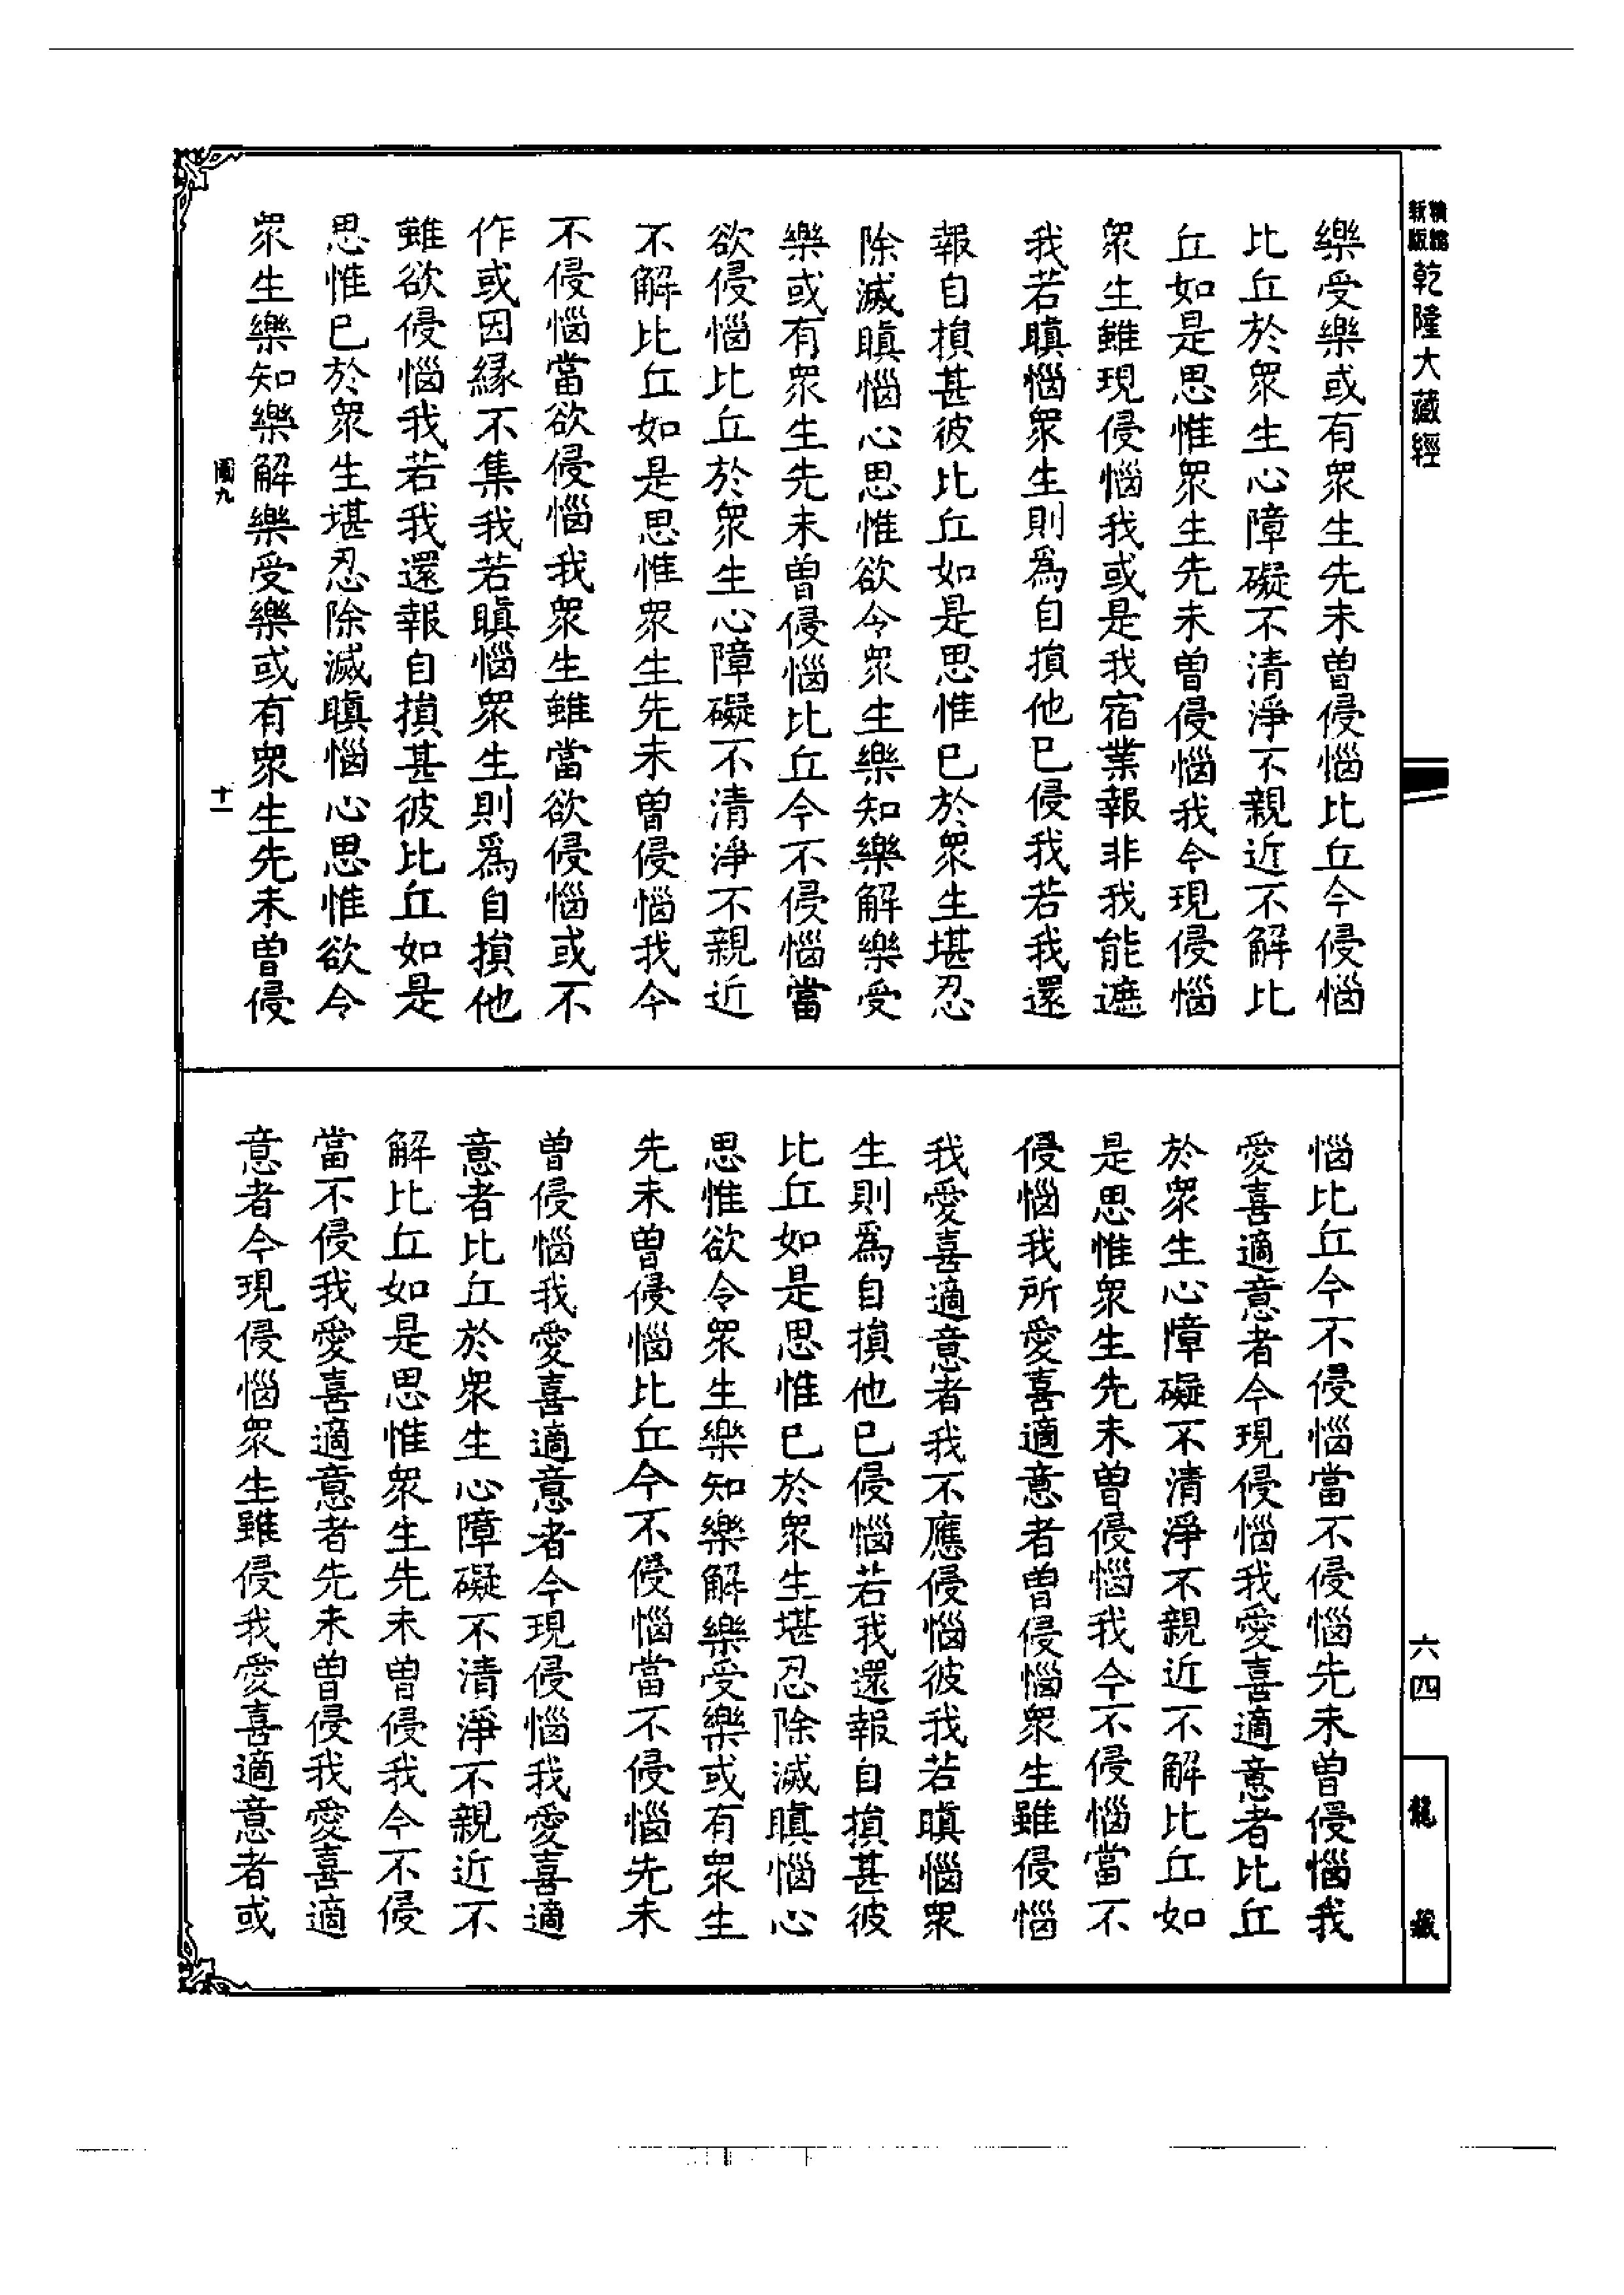 精縮
新版
乾隆大藏經
六四
龍藏
樂受樂或有衆生先未曾侵惱比丘今侵惱
比丘於衆生心障礙不清淨不親近不解比
丘如是思惟衆生先未曾侵惱我今現侵惱
衆生雖現侵惱我或是我宿業報非我能遮
我若瞋惱衆生則爲自損他已侵我若我還
報自損甚彼比丘如是思惟已於衆生堪忍
除滅瞋惱心思惟欲令衆生樂知樂解樂受
樂或有衆生先未曾侵惱比丘今不侵惱當
欲侵惱比丘於衆生心障礙不清淨不親近
不解比丘如是思惟衆生先未曾侵惱我今
不侵惱當欲侵惱我衆生雖當欲侵惱或不
作或因緣不集我若瞋惱衆生則爲自損他
雖欲侵惱我若我還報自損甚彼比丘如是
思惟已於衆生堪忍除滅瞋惱心思惟欲令
衆生樂知樂解樂受樂或有衆生先未曾侵
圖九
十一
惱比丘今不侵惱當不侵惱先未曾侵惱我
愛喜適意者今現侵惱我愛喜適意者比丘
於衆生心障礙不清淨不親近不解比丘如
是思惟衆生先未曾侵惱我今不侵惱當不
侵惱我所愛喜適意者曾侵惱衆生雖侵惱
我愛喜適意者我不應侵惱彼我若瞋惱衆
生則爲自損他已侵惱若我還報自損甚彼
比丘如是思惟已於衆生堪忍除滅瞋惱心
思惟欲令衆生樂知樂解樂受樂或有衆生
先未曾侵惱比丘今不侵惱當不侵惱先未
曾侵惱我愛喜適意者今現侵惱我愛喜適
意者比丘於衆生心障礙不清淨不親近不
解比丘如是思惟衆生先未曾侵我今不侵
當不侵我愛喜適意者先未曾侵我愛喜適
意者今現侵惱衆生雖侵我愛喜適意者或